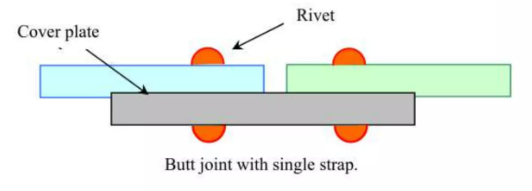 Rivet
Cover plate
Butt joint with single strap.